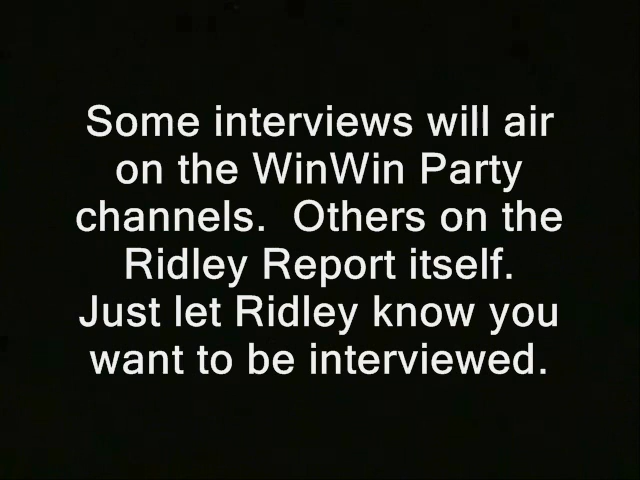 Some interviews will air
on the WinWin Party
channels.  Others on the
Ridley Report itself.
Just let Ridley know you
want to be interviewed.